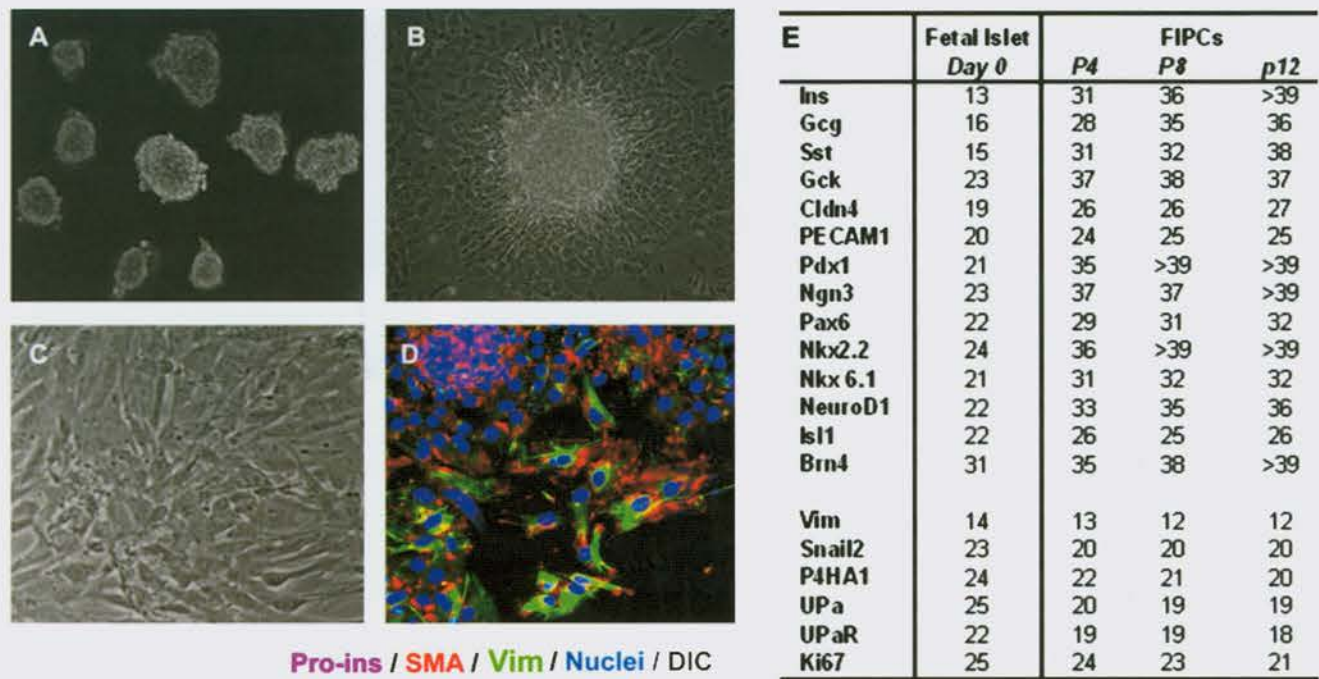 A
B
C
D
Pro-ins / SMA / Vim / Nuclei / DIC
E Fetal Islet FIPCs
Day 0 P4 P8 p12
Ins 13 31 36 >39
Gcg 16 28 35 36
Sst 15 31 32 38
Gck 23 37 38 37
Cldn4 19 26 26 27
PECAM1 20 24 25 25
Pdx1 21 35 >39 >39
Ngn3 23 37 37 >39
Pax6 22 29 31 32
Nkx2.2 24 36 >39 >39
Nkx 6.1 21 31 32 32
NeuroD1 22 33 35 36
Isl1 22 26 25 26
Brn4 31 35 38 >39
Vim 14 13 12 12
Snail2 23 20 20 20
P4HA1 24 22 21 20
UPa 25 20 19 19
UPaR 22 19 19 18
Ki67 25 24 23 21